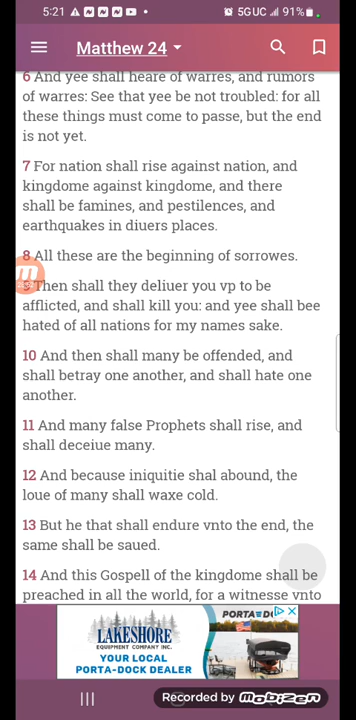 5:21
5G UC 91%
Matthew 24
6 And yee shall heare of warres, and rumors
of warres: See that yee be not troubled: for all
these things must come to passe, but the end
is not yet.
7 For nation shall rise against nation, and
kingdome against kingdome, and there
shall be famines, and pestilences, and
earthquakes in diuers places.
8 All these are the beginning of sorrowes.
Then shall they deliuer you vp to be
afflicted, and shall kill you: and yee shall bee
hated of all nations for my names sake.
10 And then shall many be offended, and
shall betray one another, and shall hate one
another.
11 And many false Prophets shall rise, and
shall deceiue many.
12 And because iniquitie shal abound, the
loue of many shall waxe cold.
13 But he that shall endure vnto the end, the
same shall be saued.
14 And this Gospell of the kingdome shall be
preached in all the world, for a witnesse vnto
LAKESHORE
EQUIPMENT COMPANY INC.
YOUR LOCAL
PORTA-DOCK DEALER
PORTA-D
Recorded by mobizen